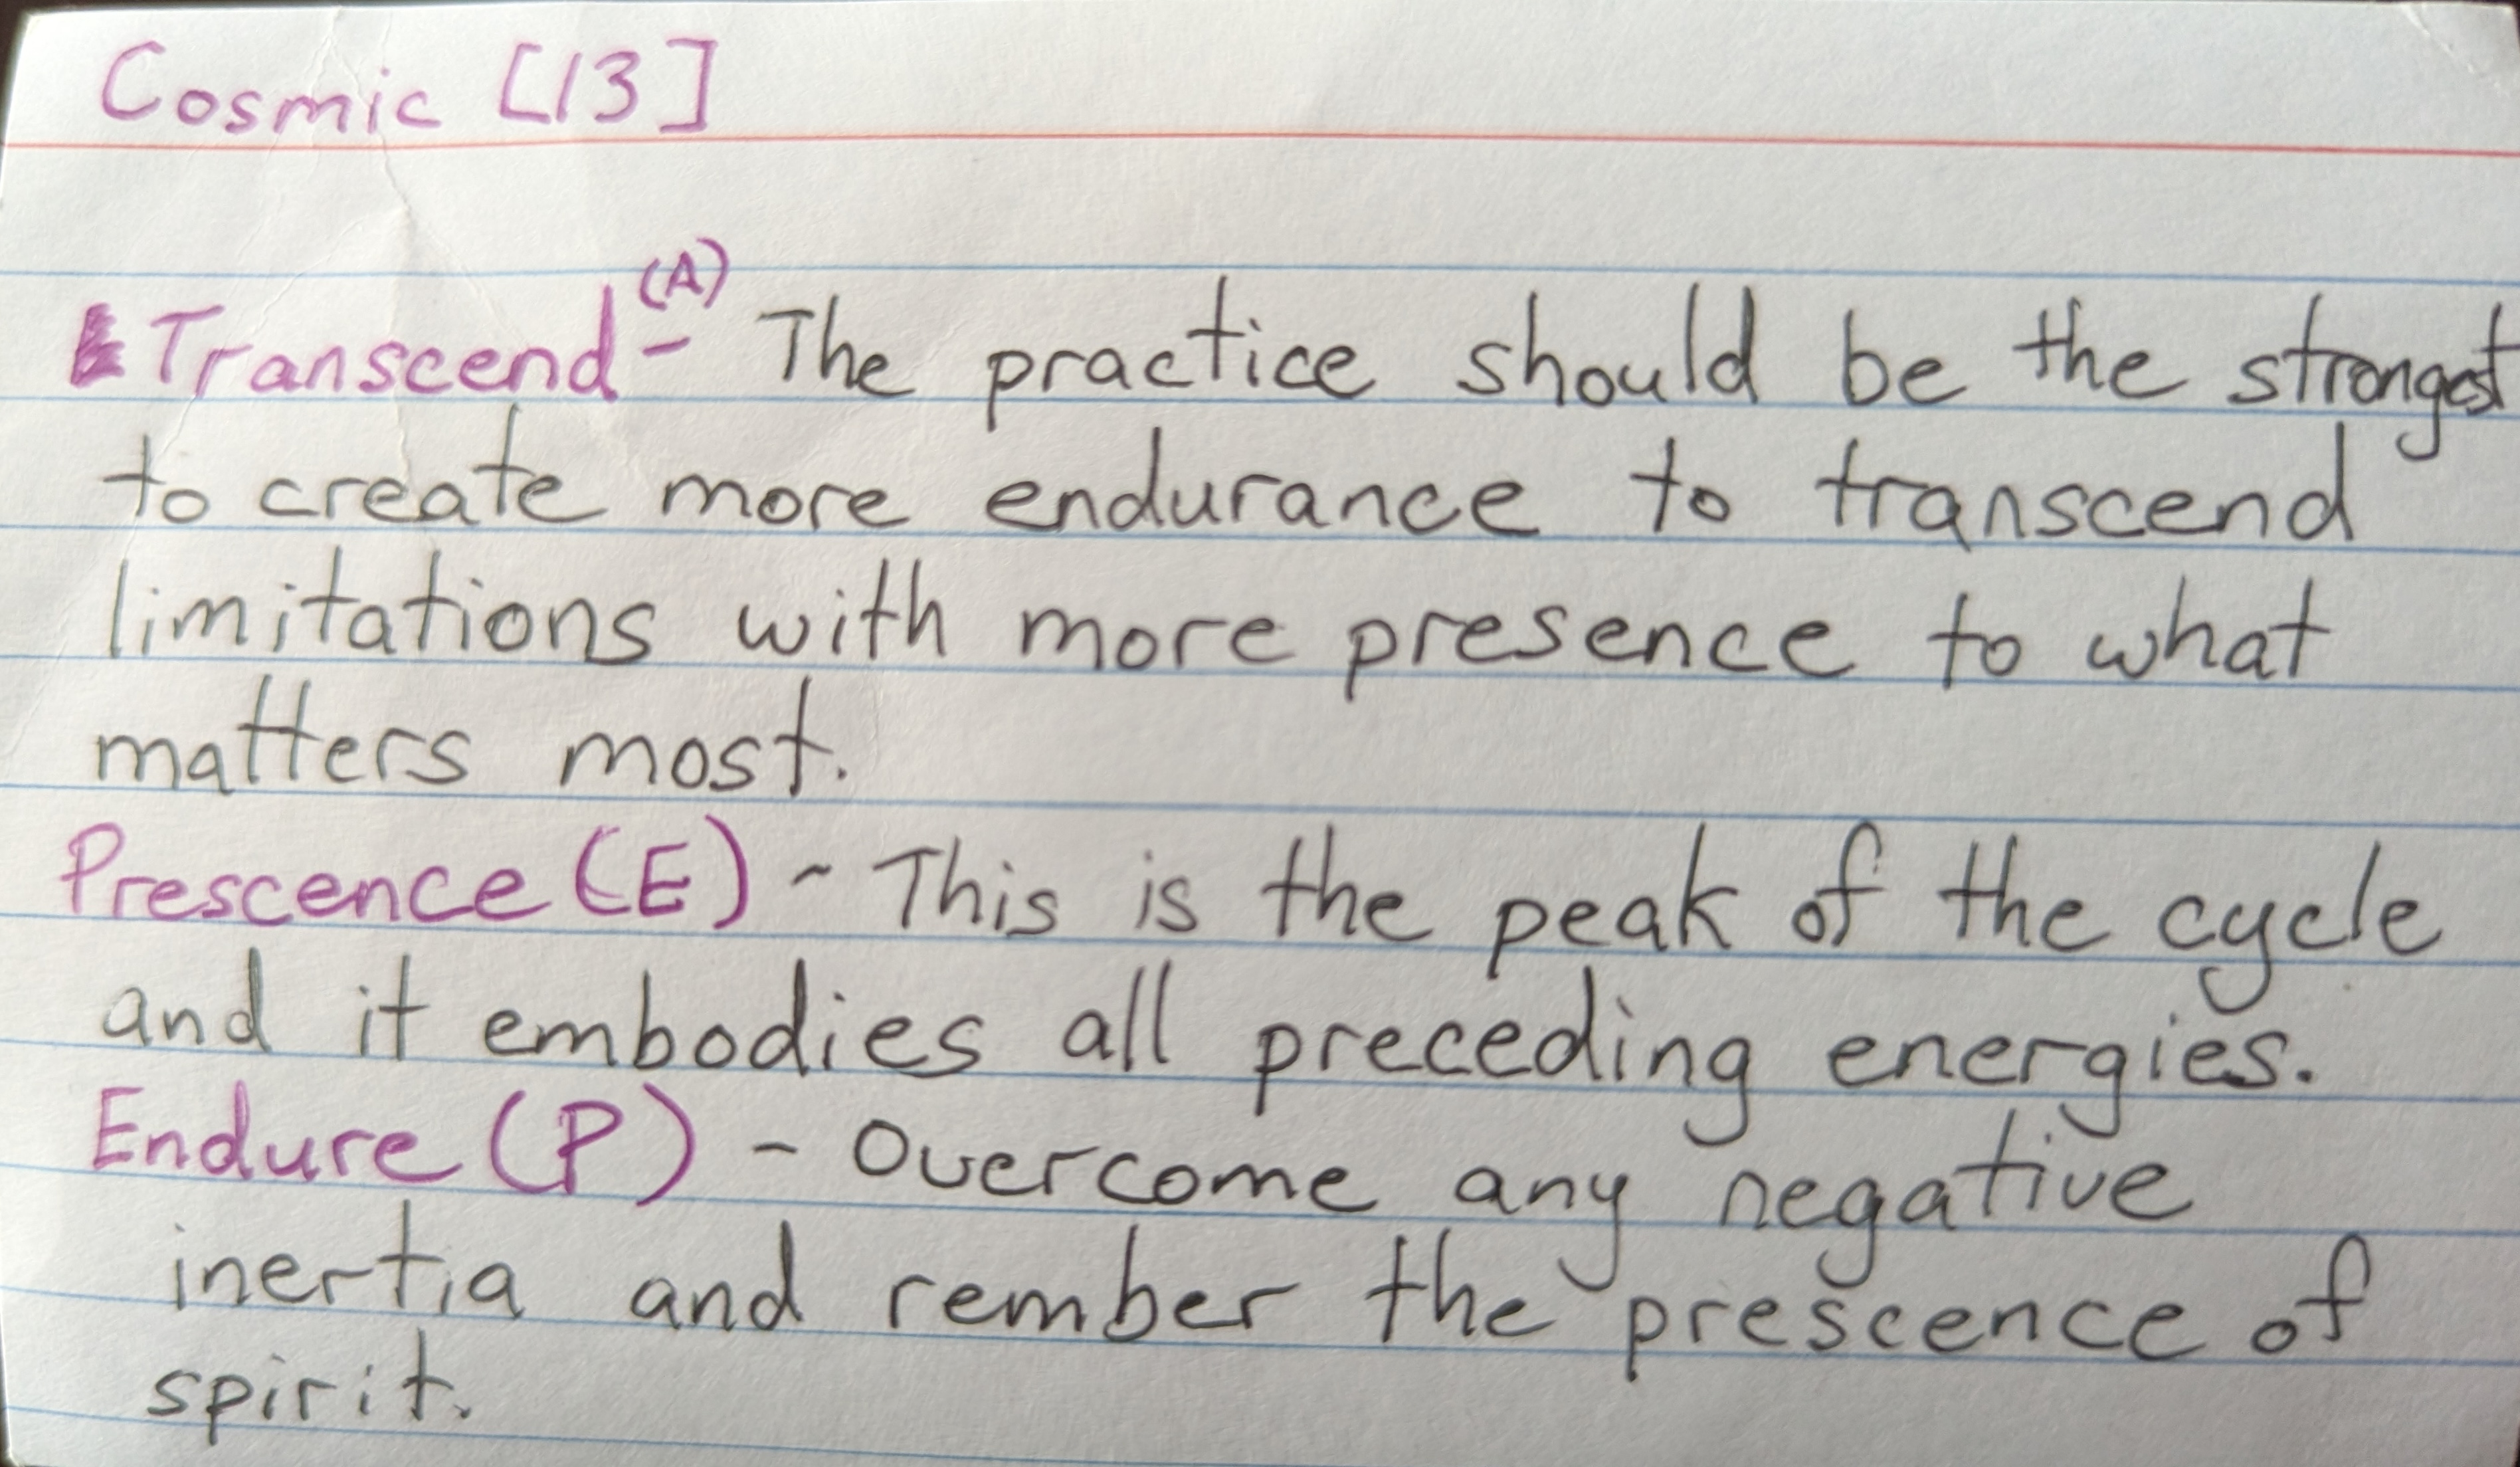 Cosmic [13]
Transcend (A) - The practice should be the strongest
to create more endurance to transcend
limitations with more presence to what
matters most.
Prescence (E) - This is the peak of the cycle
and it embodies all preceding energies.
Endure (P) - Overcome any negative
inertia and rember the prescence of
spirit.